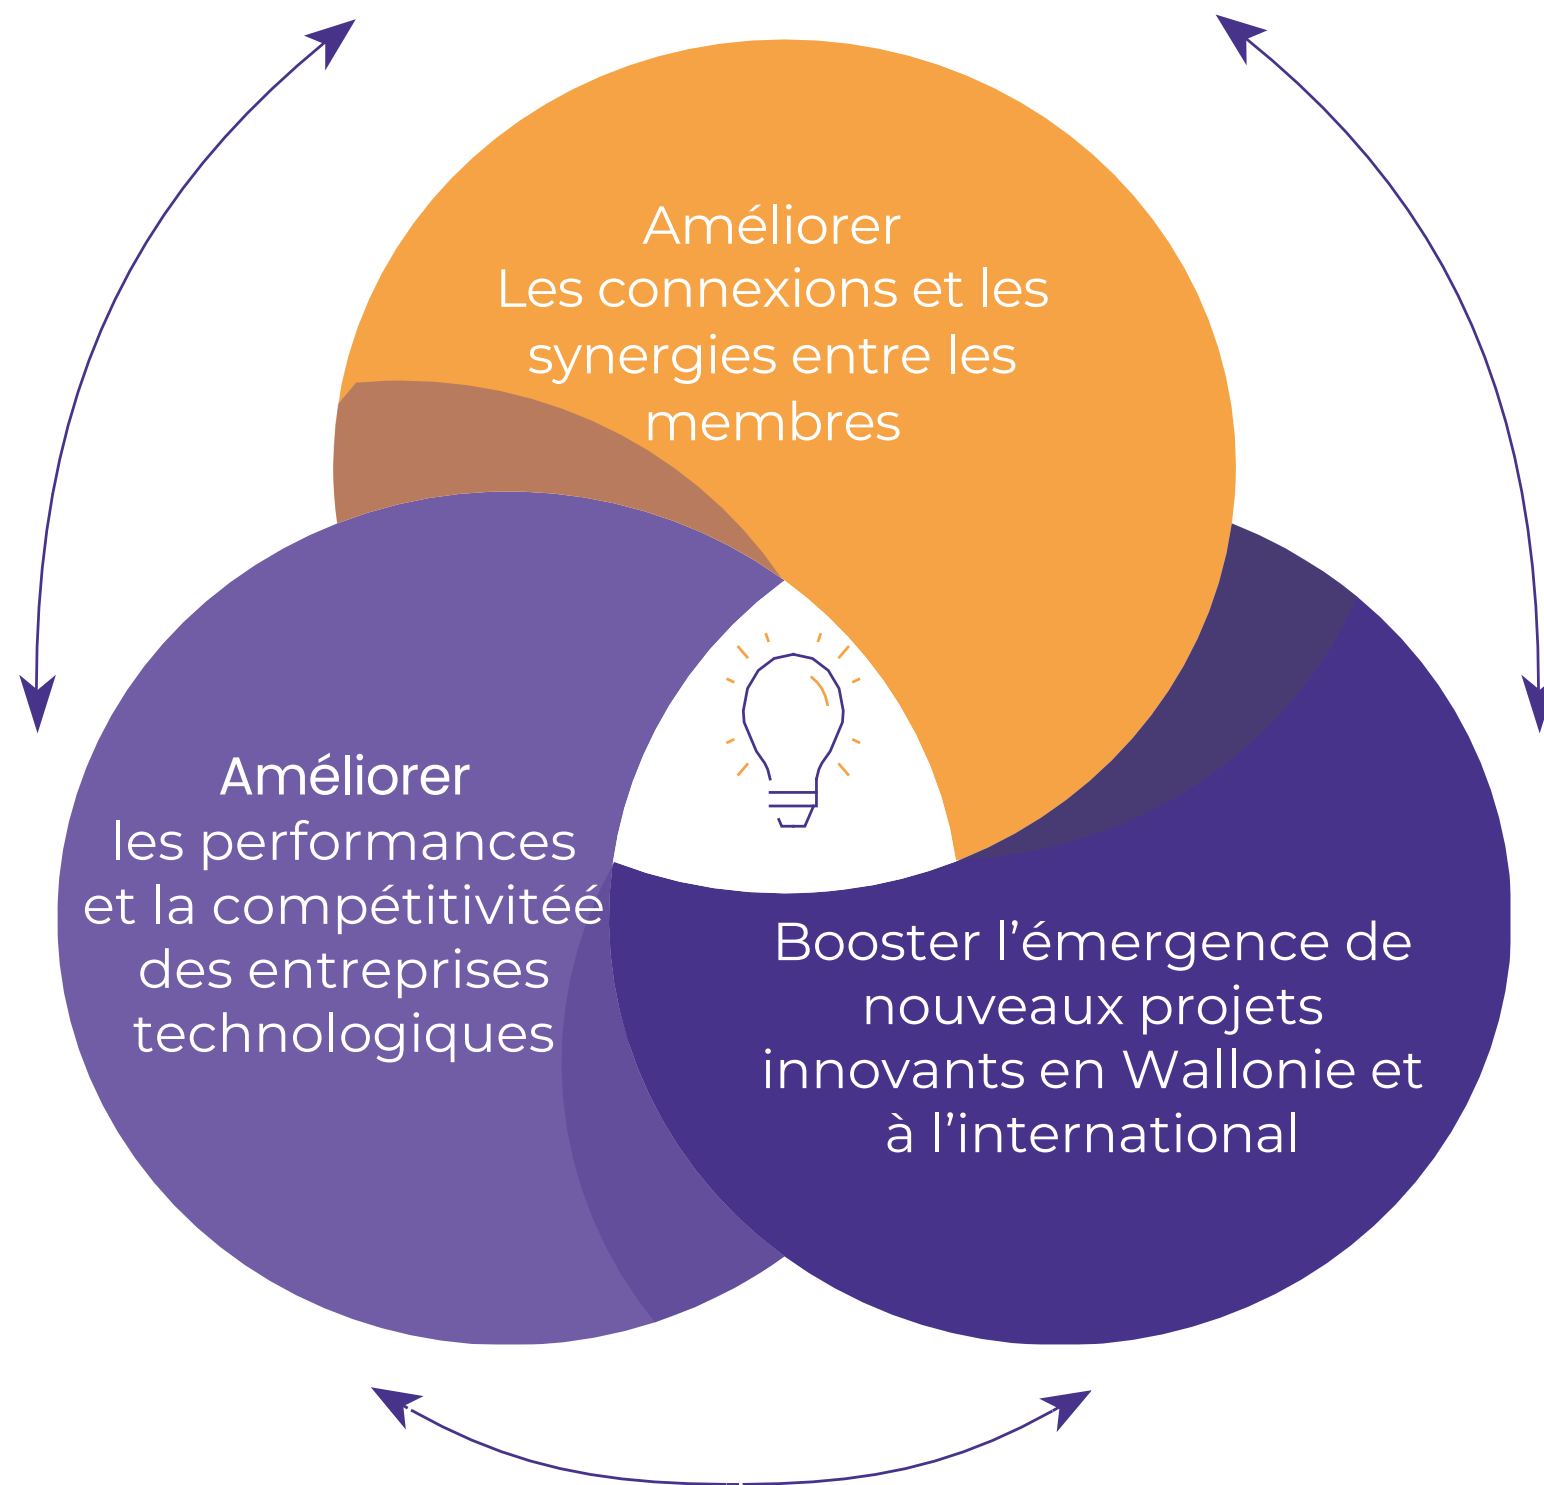 Améliorer
Les connexions et les
synergies entre les
membres
Améliorer
les performances
et la compétitivitéé
des entreprises
technologiques
Booster l’émergence de
nouveaux projets
innovants en Wallonie et
à l’international